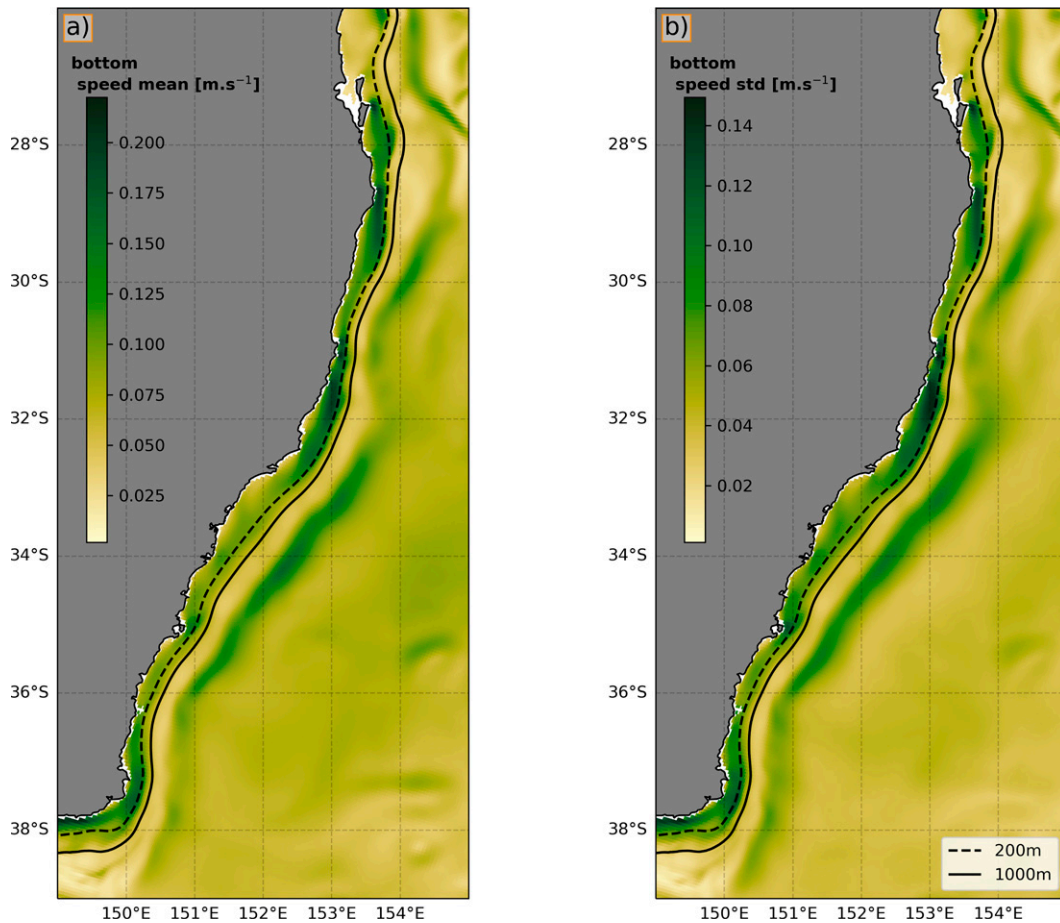 a)
bottom
speed mean [m.s⁻¹]
0.200
0.175
0.150
0.125
0.100
0.075
0.050
0.025
28°S
30°S
32°S
34°S
36°S
38°S
150°E 151°E 152°E 153°E 154°E
b)
bottom
speed std [m.s⁻¹]
0.14
0.12
0.10
0.08
0.06
0.04
0.02
28°S
30°S
32°S
34°S
36°S
38°S
200m
1000m
150°E 151°E 152°E 153°E 154°E